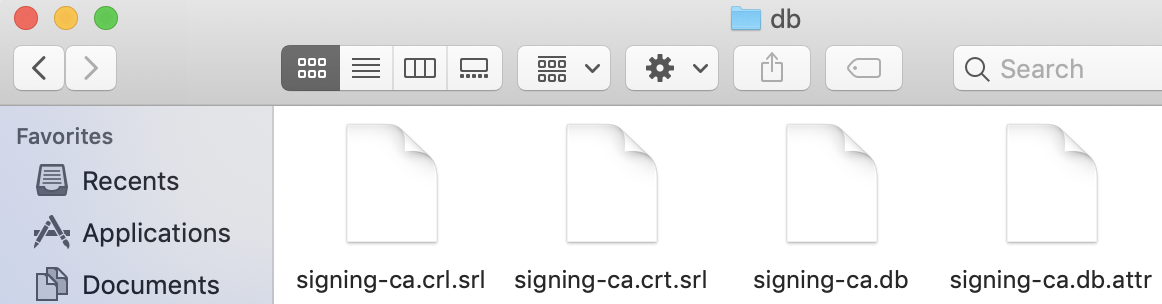 db
Search
Favorites
Recents
Applications
Documents
signing-ca.crl.srl
signing-ca.crt.srl
signing-ca.db
signing-ca.db.attr